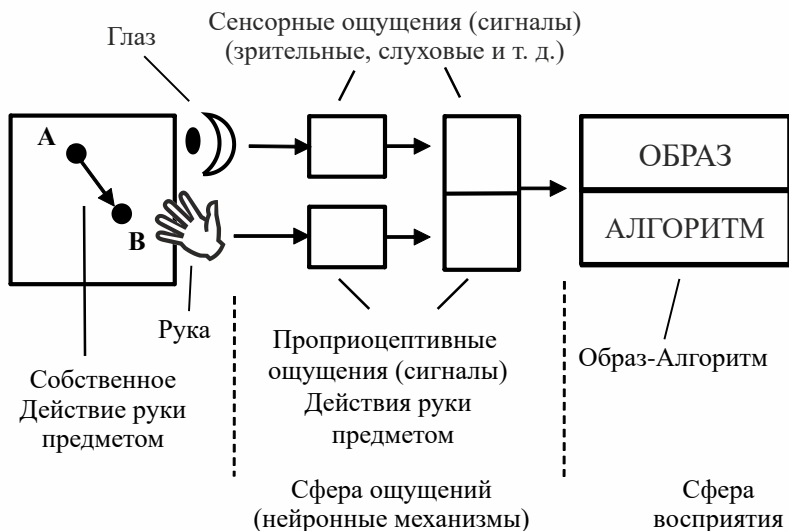 Глаз
Сенсорные ощущения (сигналы)
(зрительные, слуховые и т. д.)
А
В
ОБРАЗ
АЛГОРИТМ
Рука
Собственное
Действие руки
предметом
Проприоцептивные
ощущения (сигналы)
Действия руки
предметом
Образ-Алгоритм
Сфера ощущений
(нейронные механизмы)
Сфера
восприятия